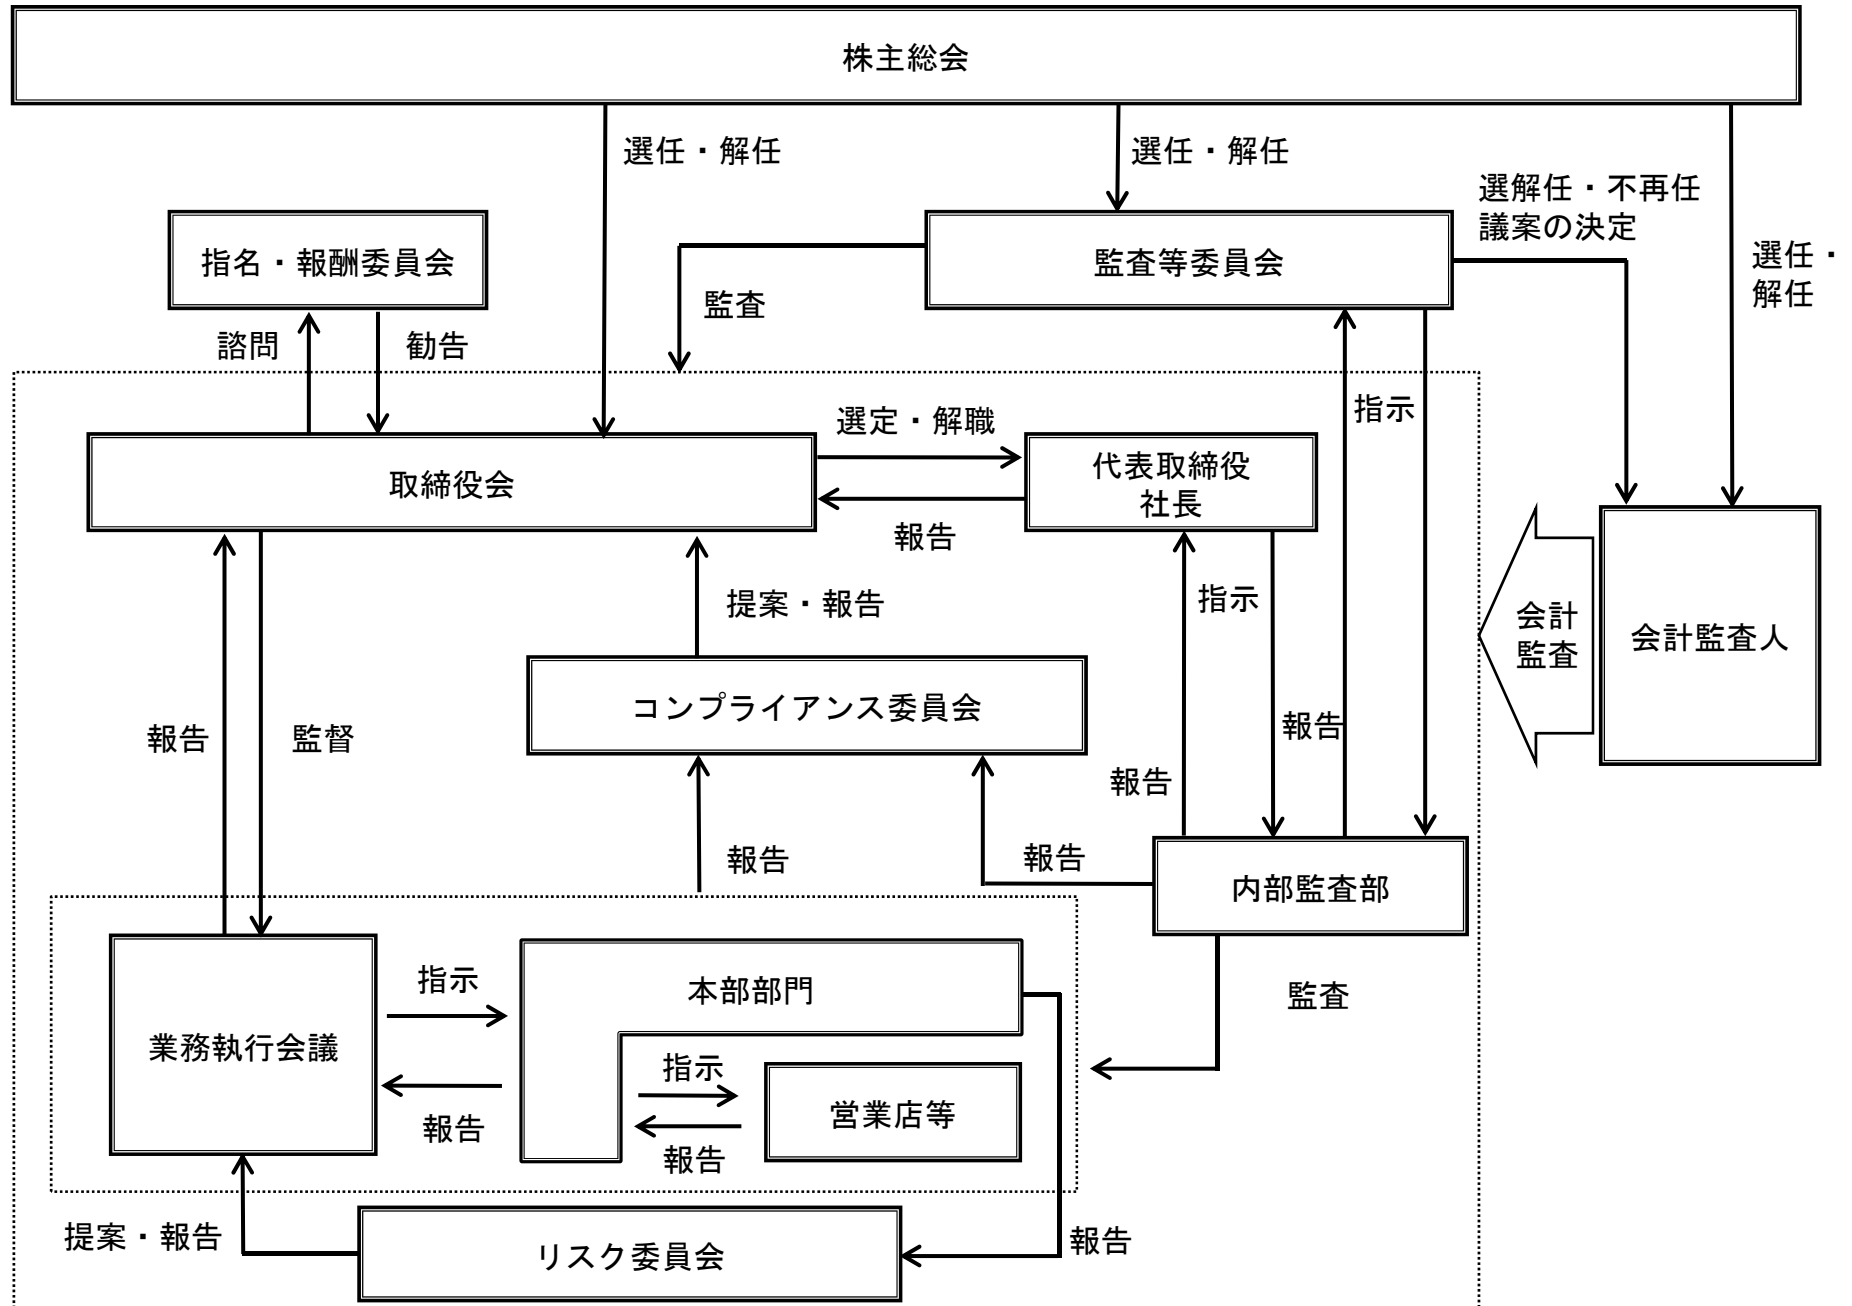 株主総会
選任・解任
選任・解任
選解任・不再任
議案の決定
選任・
解任
指名・報酬委員会
監査等委員会
監査
諮問
勧告
指示
選定・解職
取締役会
代表取締役
社長
報告
提案・報告
指示
会計
監査
会計監査人
コンプライアンス委員会
報告
監督
報告
報告
報告
報告
内部監査部
指示
本部部門
監査
業務執行会議
指示
営業店等
報告
報告
提案・報告
リスク委員会
報告